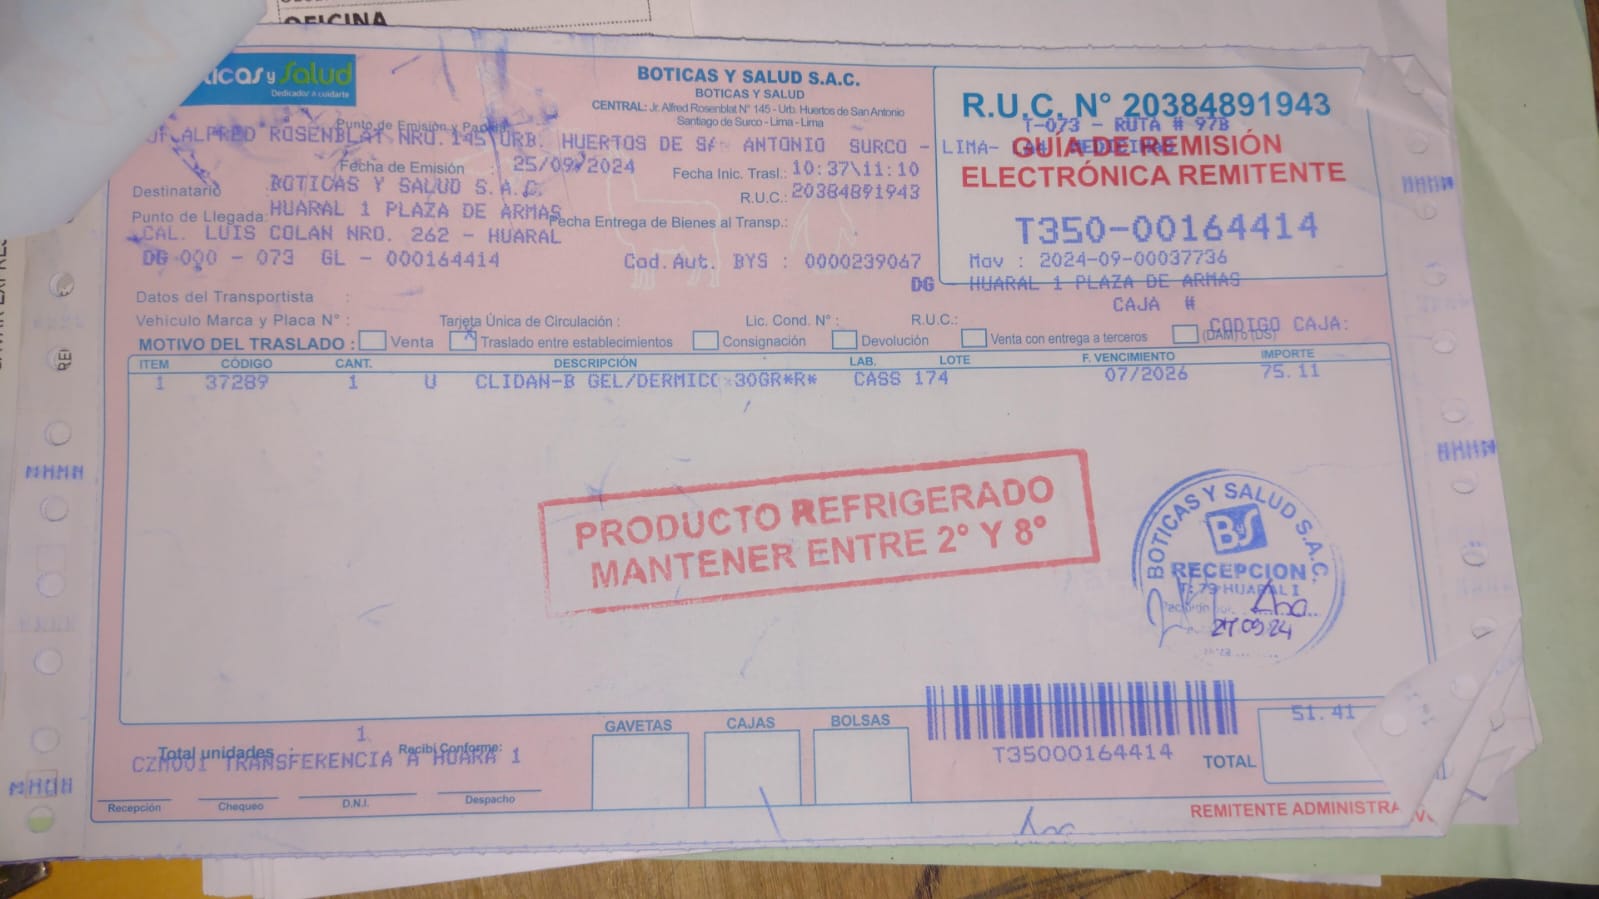 OFICINA
ticas y Salud
Dedicados a cuidarte
BOTICAS Y SALUD S.A.C.
BOTICAS Y SALUD
CENTRAL: Jr. Alfred Rosenblat N° 145 - Urb. Huertos de San Antonio
Santiago de Surco - Lima - Lima
R.U.C. N° 20384891943
T-073 - RUTA # 97B
GUÍA DE REMISIÓN
ELECTRÓNICA REMITENTE
T350-00164414
Mov : 2024-09-00037736
Punto de Emisión y Partida
ALFRED ROSENBLAT NRO. 145 URB. HUERTOS DE SA ANTONIO SURCO - LIMA-
Fecha de Emisión : 25/09/2024 Fecha Inic. Trasl.: 10:37\11:10
Destinatario BOTICAS Y SALUD S.A.C. R.U.C.: 20384891943
Punto de Llegada: HUARAL 1 PLAZA DE ARMAS Fecha Entrega de Bienes al Transp.:
CAL. LUIS COLAN NRO. 262 - HUARAL
DG 000 - 073 GL - 000164414 Cod. Aut. BYS : 0000239067
DG HUARAL 1 PLAZA DE ARMAS
CAJA #
Datos del Transportista :
Vehículo Marca y Placa N° : Tarjeta Única de Circulación : Lic. Cond. N° : R.U.C.:
CODIGO CAJA:
MOTIVO DEL TRASLADO : Venta X Traslado entre establecimientos Consignación Devolución Venta con entrega a terceros (DAM) o (DS)
ITEM CÓDIGO CANT. DESCRIPCIÓN LAB. LOTE F. VENCIMIENTO IMPORTE
1 37289 1 U CLIDAN-B GEL/DERMICO 30GR*R* CASS 174 07/2026 75.11
PRODUCTO REFRIGERADO
MANTENER ENTRE 2° Y 8°
BOTICAS Y SALUD S.A.C.
BS
RECEPCION
T: 79 HUARAL I
27 09 24
GAVETAS CAJAS BOLSAS
51.41
1
Total unidades : Recibí Conforme:
CZM001 TRANSFERENCIA A HUARA 1
T35000164414
TOTAL
Recepción Chequeo D.N.I. Despacho
REMITENTE ADMINISTRA